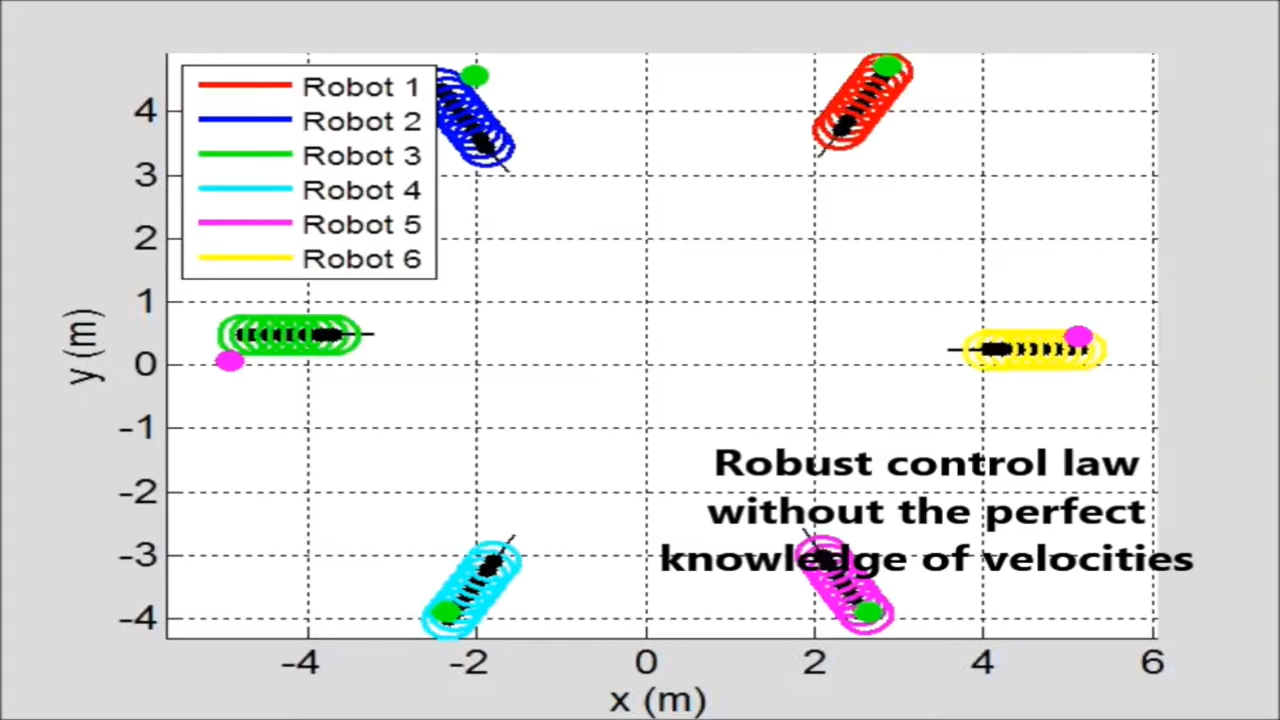 Robot 1
Robot 2
Robot 3
Robot 4
Robot 5
Robot 6
4
3
2
1
0
-1
-2
-3
-4
y (m)
Robust control law
without the perfect
knowledge of velocities
-4 -2 0 2 4 6
x (m)